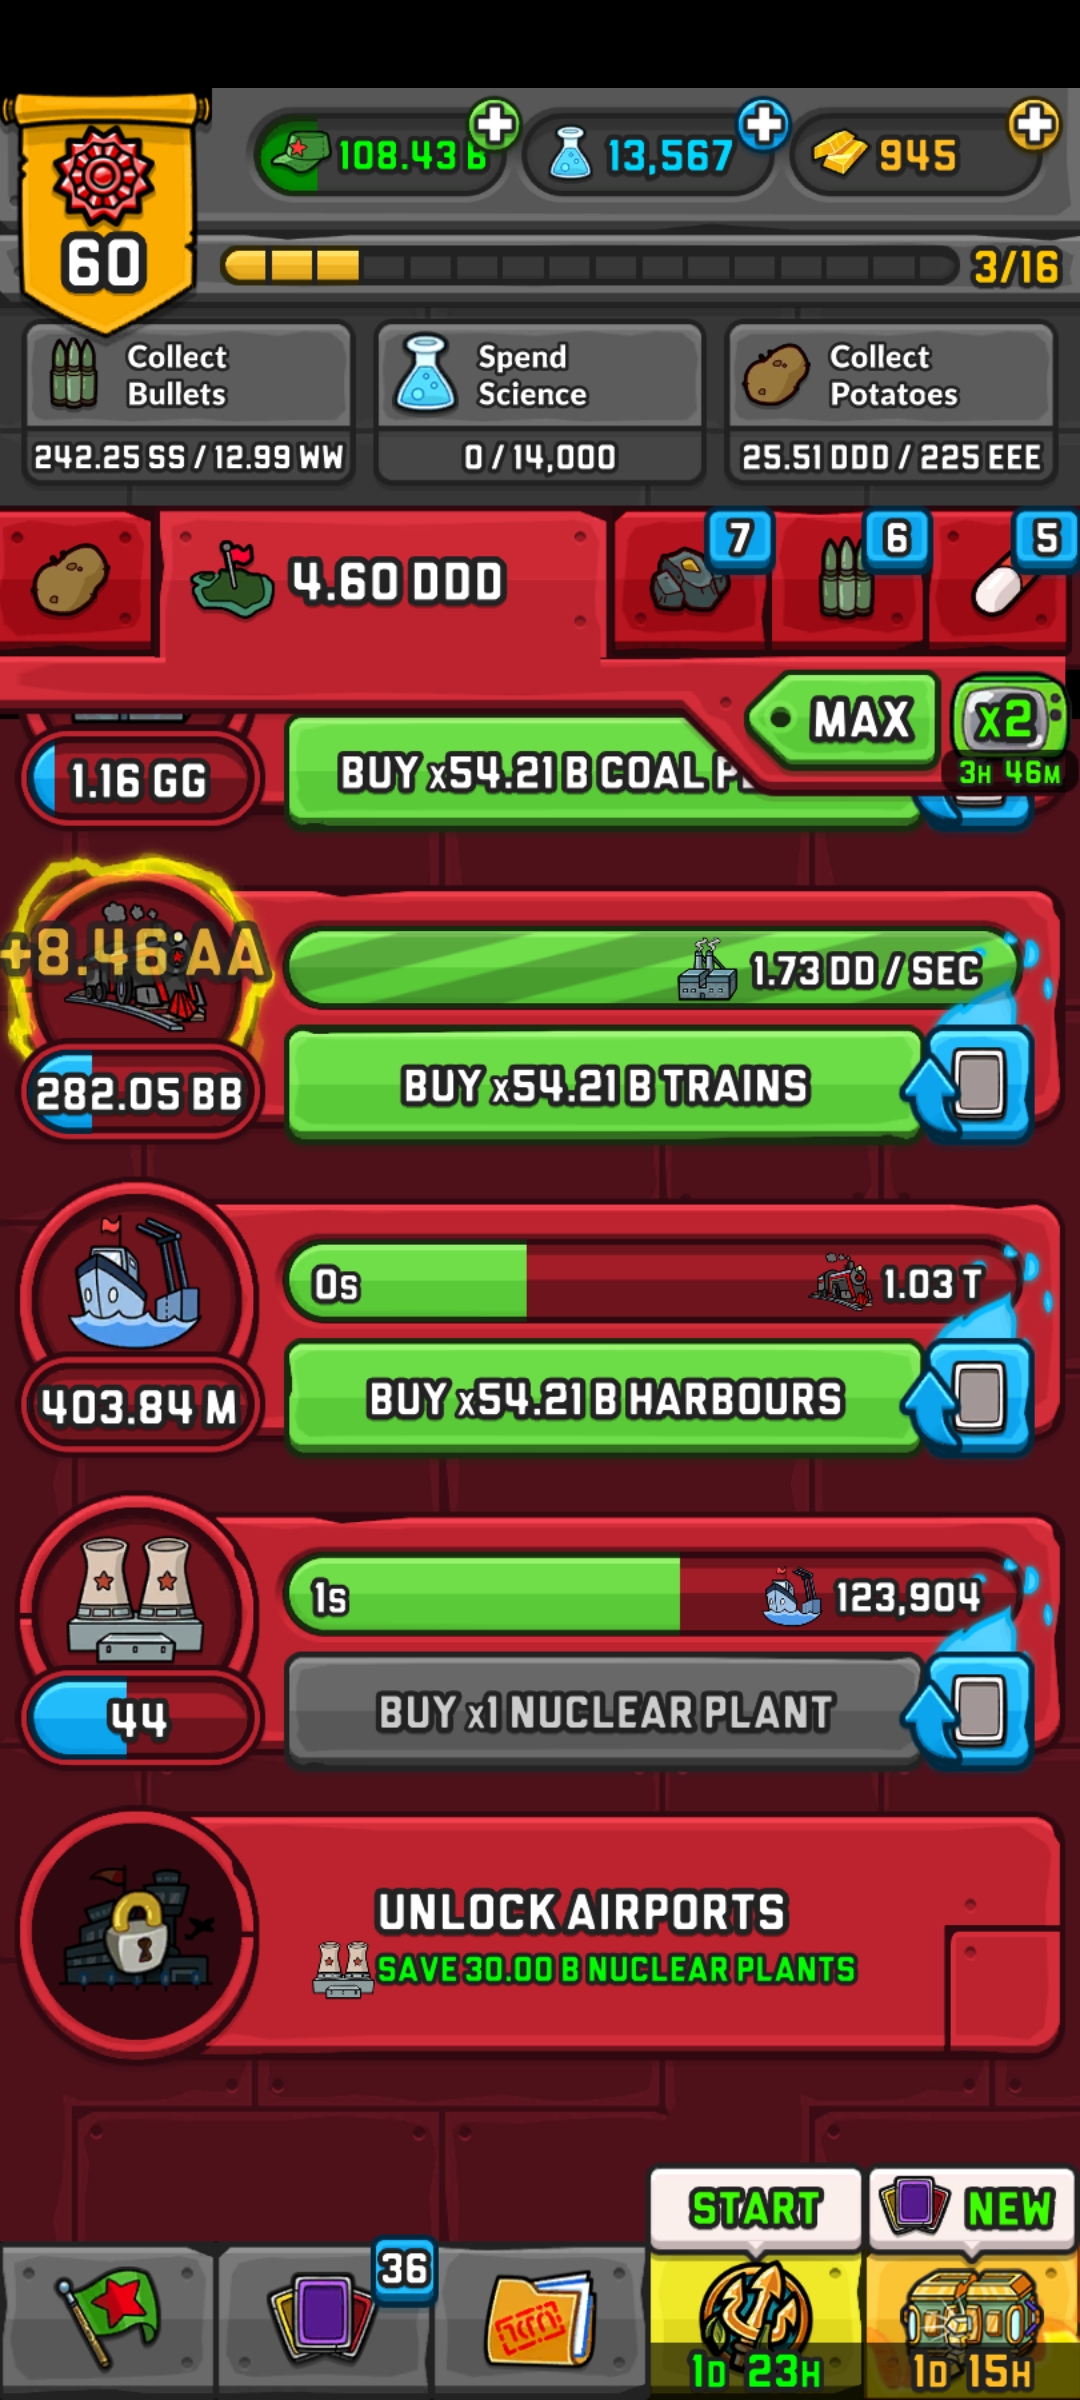 108.43 B
13,567
945
60
3/16
Collect
Bullets
242.25 SS / 12.99 WW
Spend
Science
0 / 14,000
Collect
Potatoes
25.51 DDD / 225 EEE
4.60 DDD
7
6
5
MAX
x2
3H 46M
1.16 GG
BUY x54.21 B COAL
+8.46 AA
1.73 DD / SEC
282.05 BB
BUY x54.21 B TRAINS
0s
1.03 T
403.84 M
BUY x54.21 B HARBOURS
1s
123,904
44
BUY x1 NUCLEAR PLANT
UNLOCK AIRPORTS
SAVE 30.00 B NUCLEAR PLANTS
START
NEW
36
1D 23H
1D 15H